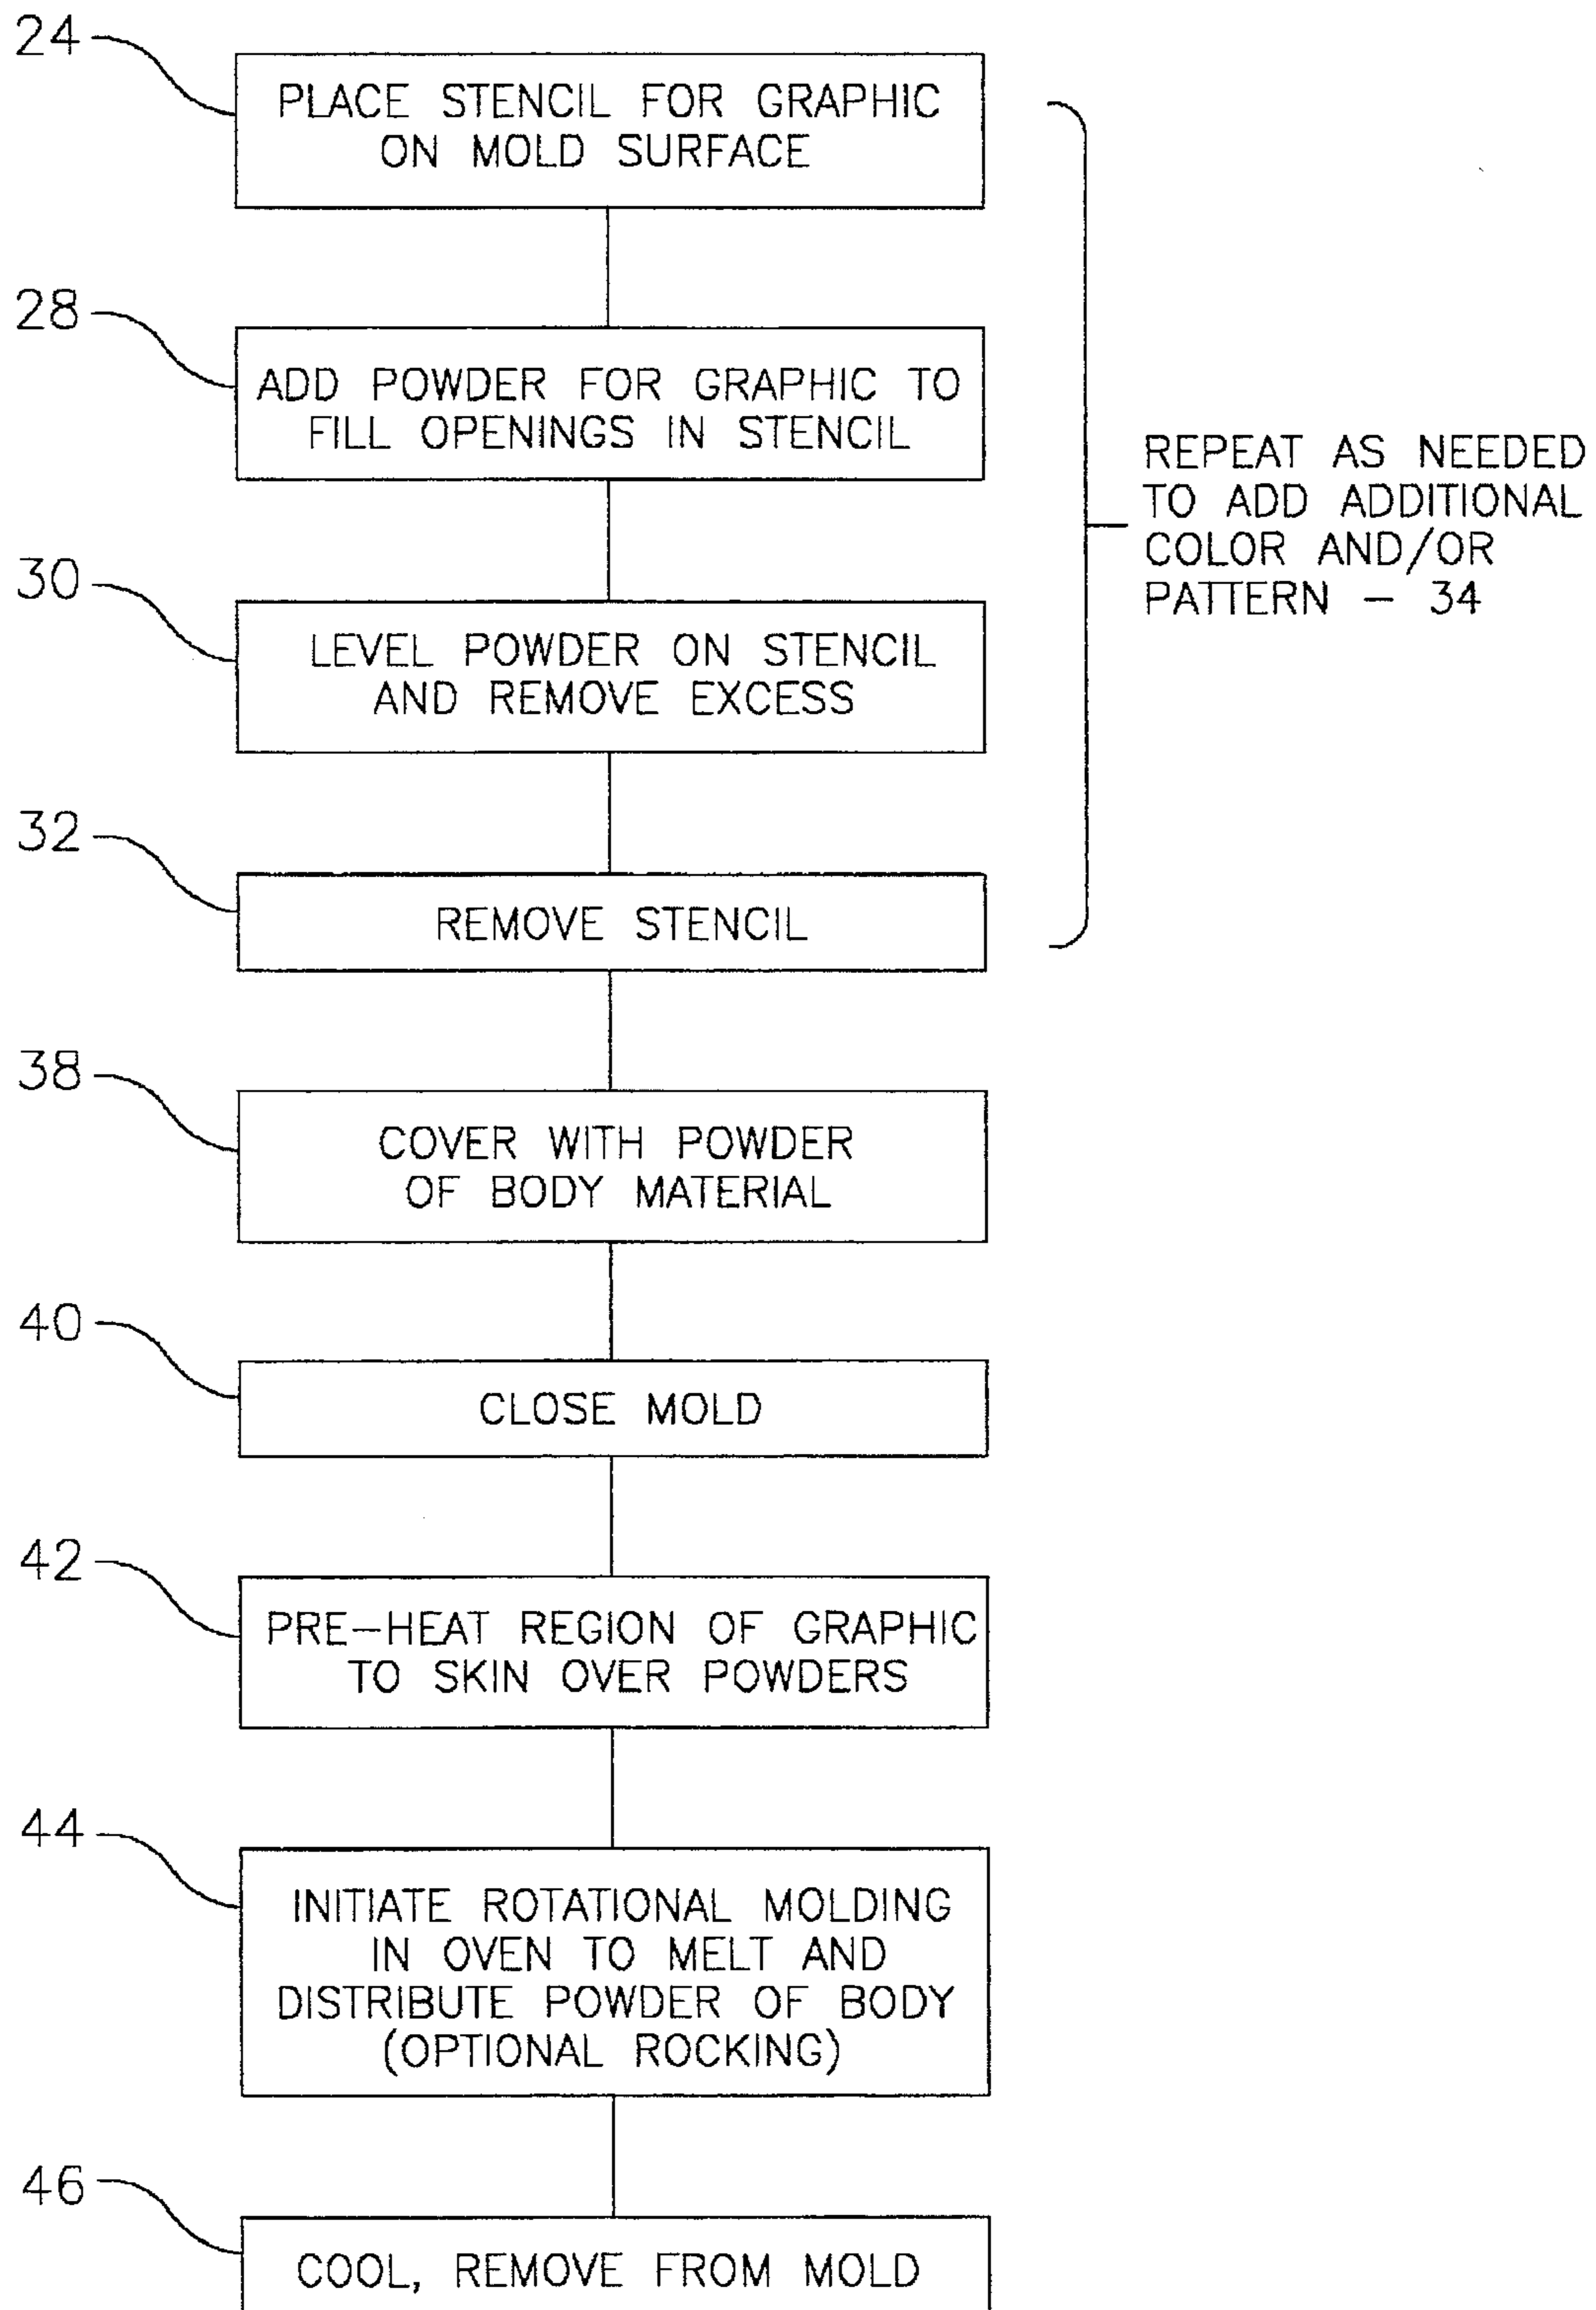 24
PLACE STENCIL FOR GRAPHIC
ON MOLD SURFACE
28
ADD POWDER FOR GRAPHIC TO
FILL OPENINGS IN STENCIL
REPEAT AS NEEDED
TO ADD ADDITIONAL
COLOR AND/OR
PATTERN – 34
30
LEVEL POWDER ON STENCIL
AND REMOVE EXCESS
32
REMOVE STENCIL
38
COVER WITH POWDER
OF BODY MATERIAL
40
CLOSE MOLD
42
PRE–HEAT REGION OF GRAPHIC
TO SKIN OVER POWDERS
44
INITIATE ROTATIONAL MOLDING
IN OVEN TO MELT AND
DISTRIBUTE POWDER OF BODY
(OPTIONAL ROCKING)
46
COOL, REMOVE FROM MOLD